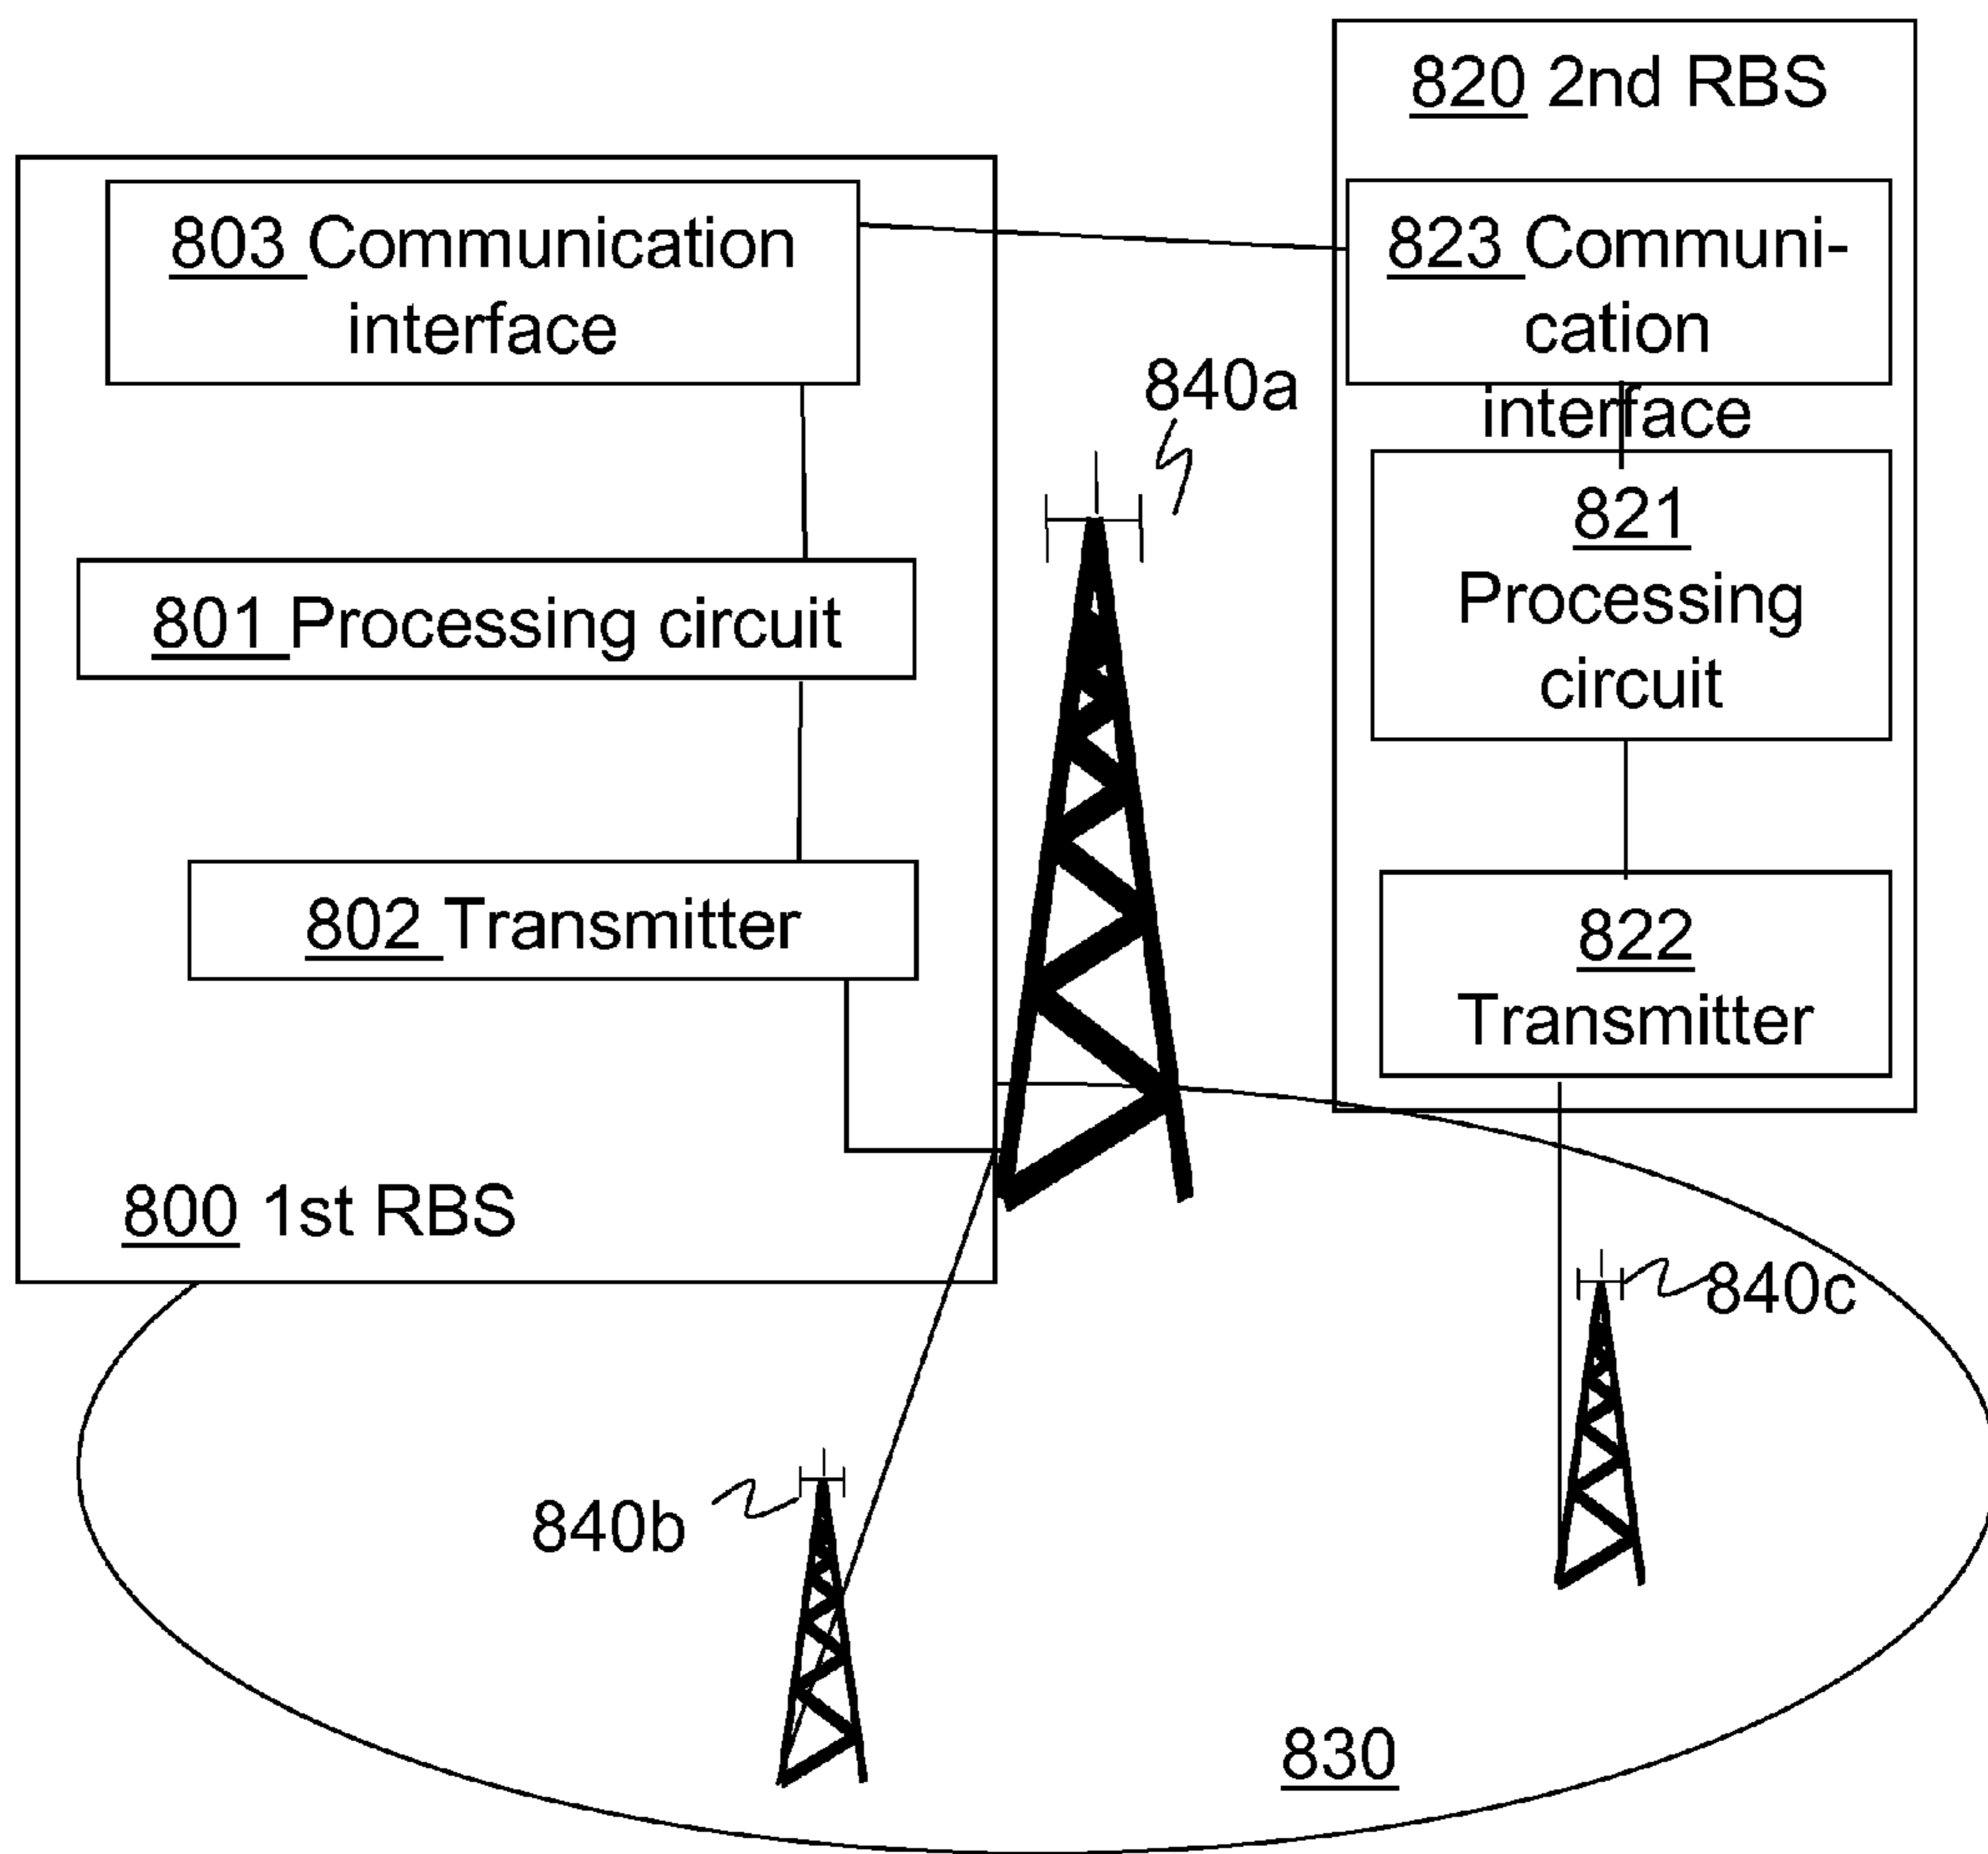 820 2nd RBS
803 Communication
interface
823 Communi-
cation
interface
840a
821
Processing
circuit
801 Processing circuit
802 Transmitter
822
Transmitter
800 1st RBS
840c
840b
830